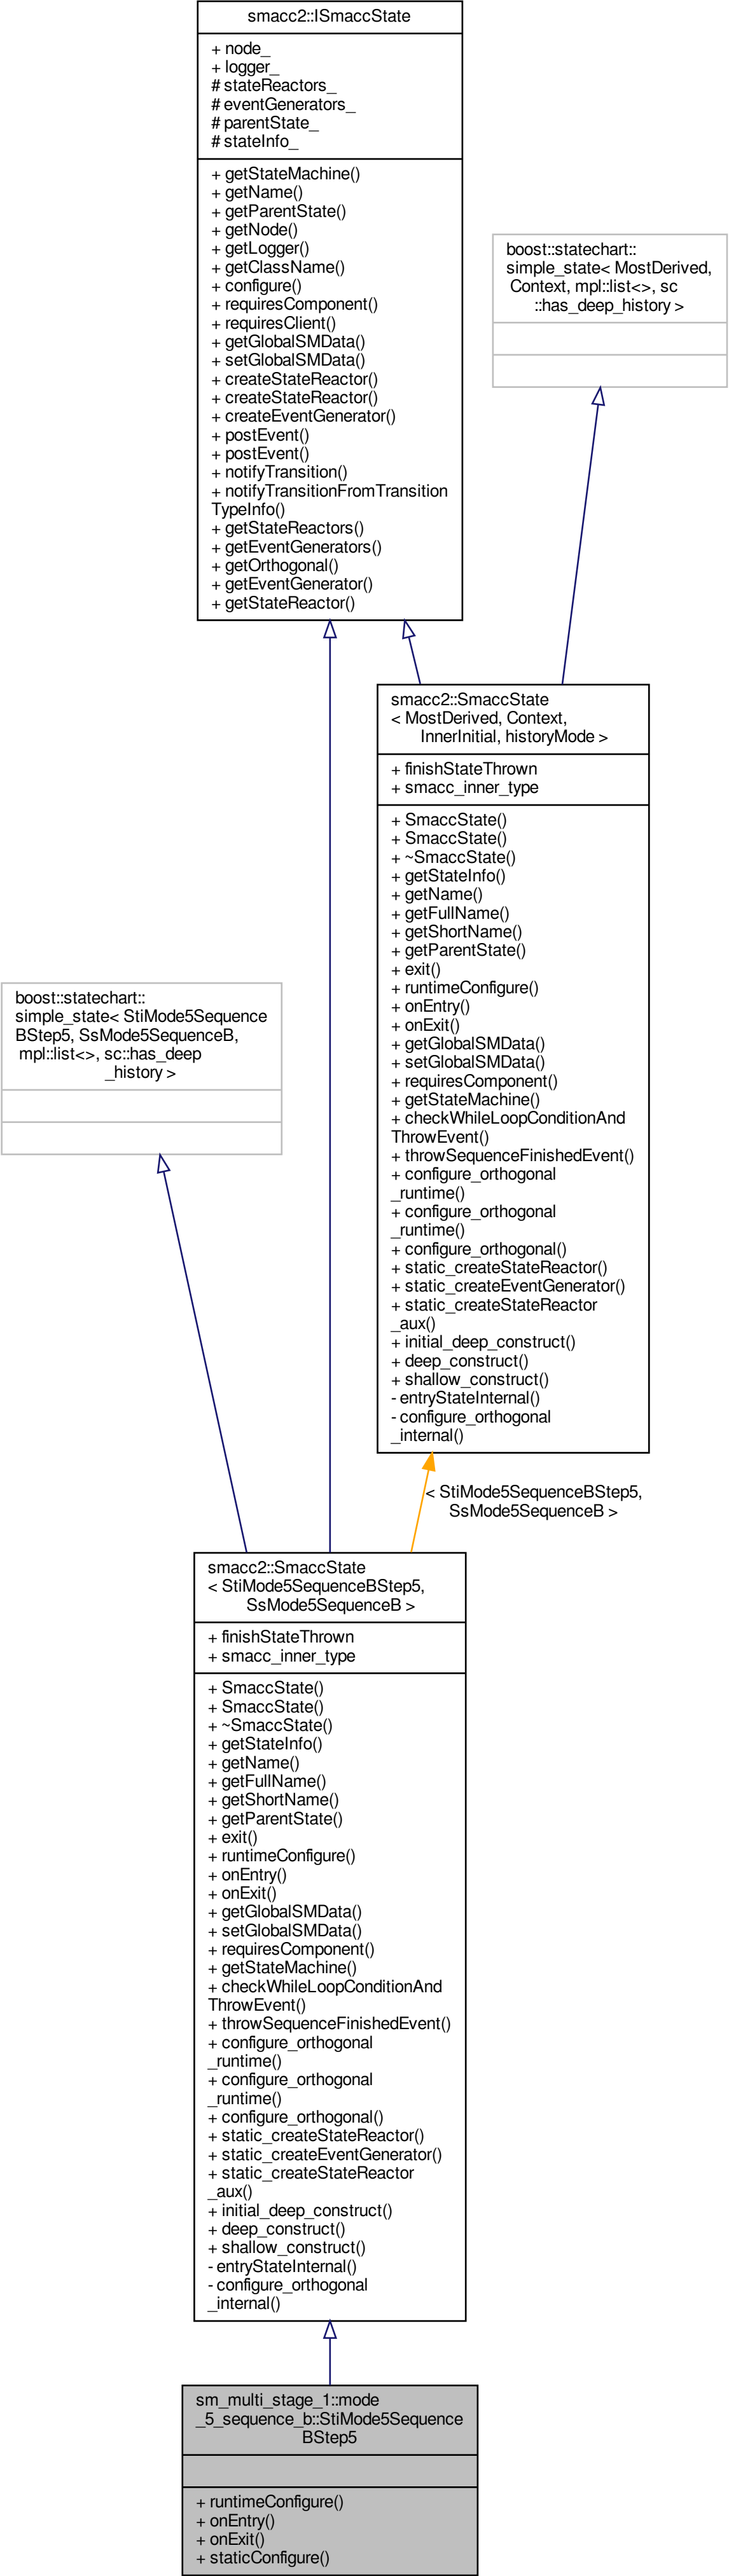 smacc2::ISmaccState
+ node_
+ logger_
# stateReactors_
# eventGenerators_
# parentState_
# stateInfo_
+ getStateMachine()
+ getName()
+ getParentState()
+ getNode()
+ getLogger()
+ getClassName()
+ configure()
+ requiresComponent()
+ requiresClient()
+ getGlobalSMData()
+ setGlobalSMData()
+ createStateReactor()
+ createStateReactor()
+ createEventGenerator()
+ postEvent()
+ postEvent()
+ notifyTransition()
+ notifyTransitionFromTransition
TypeInfo()
+ getStateReactors()
+ getEventGenerators()
+ getOrthogonal()
+ getEventGenerator()
+ getStateReactor()
boost::statechart::
simple_state< MostDerived,
Context, mpl::list<>, sc
::has_deep_history >
smacc2::SmaccState
< MostDerived, Context,
InnerInitial, historyMode >
+ finishStateThrown
+ smacc_inner_type
+ SmaccState()
+ SmaccState()
+ ~SmaccState()
+ getStateInfo()
+ getName()
+ getFullName()
+ getShortName()
+ getParentState()
+ exit()
+ runtimeConfigure()
+ onEntry()
+ onExit()
+ getGlobalSMData()
+ setGlobalSMData()
+ requiresComponent()
+ getStateMachine()
+ checkWhileLoopConditionAnd
ThrowEvent()
+ throwSequenceFinishedEvent()
+ configure_orthogonal
_runtime()
+ configure_orthogonal
_runtime()
+ configure_orthogonal()
+ static_createStateReactor()
+ static_createEventGenerator()
+ static_createStateReactor
_aux()
+ initial_deep_construct()
+ deep_construct()
+ shallow_construct()
- entryStateInternal()
- configure_orthogonal
_internal()
boost::statechart::
simple_state< StiMode5Sequence
BStep5, SsMode5SequenceB,
mpl::list<>, sc::has_deep
_history >
< StiMode5SequenceBStep5,
SsMode5SequenceB >
smacc2::SmaccState
< StiMode5SequenceBStep5,
SsMode5SequenceB >
+ finishStateThrown
+ smacc_inner_type
+ SmaccState()
+ SmaccState()
+ ~SmaccState()
+ getStateInfo()
+ getName()
+ getFullName()
+ getShortName()
+ getParentState()
+ exit()
+ runtimeConfigure()
+ onEntry()
+ onExit()
+ getGlobalSMData()
+ setGlobalSMData()
+ requiresComponent()
+ getStateMachine()
+ checkWhileLoopConditionAnd
ThrowEvent()
+ throwSequenceFinishedEvent()
+ configure_orthogonal
_runtime()
+ configure_orthogonal
_runtime()
+ configure_orthogonal()
+ static_createStateReactor()
+ static_createEventGenerator()
+ static_createStateReactor
_aux()
+ initial_deep_construct()
+ deep_construct()
+ shallow_construct()
- entryStateInternal()
- configure_orthogonal
_internal()
sm_multi_stage_1::mode
_5_sequence_b::StiMode5Sequence
BStep5
+ runtimeConfigure()
+ onEntry()
+ onExit()
+ staticConfigure()